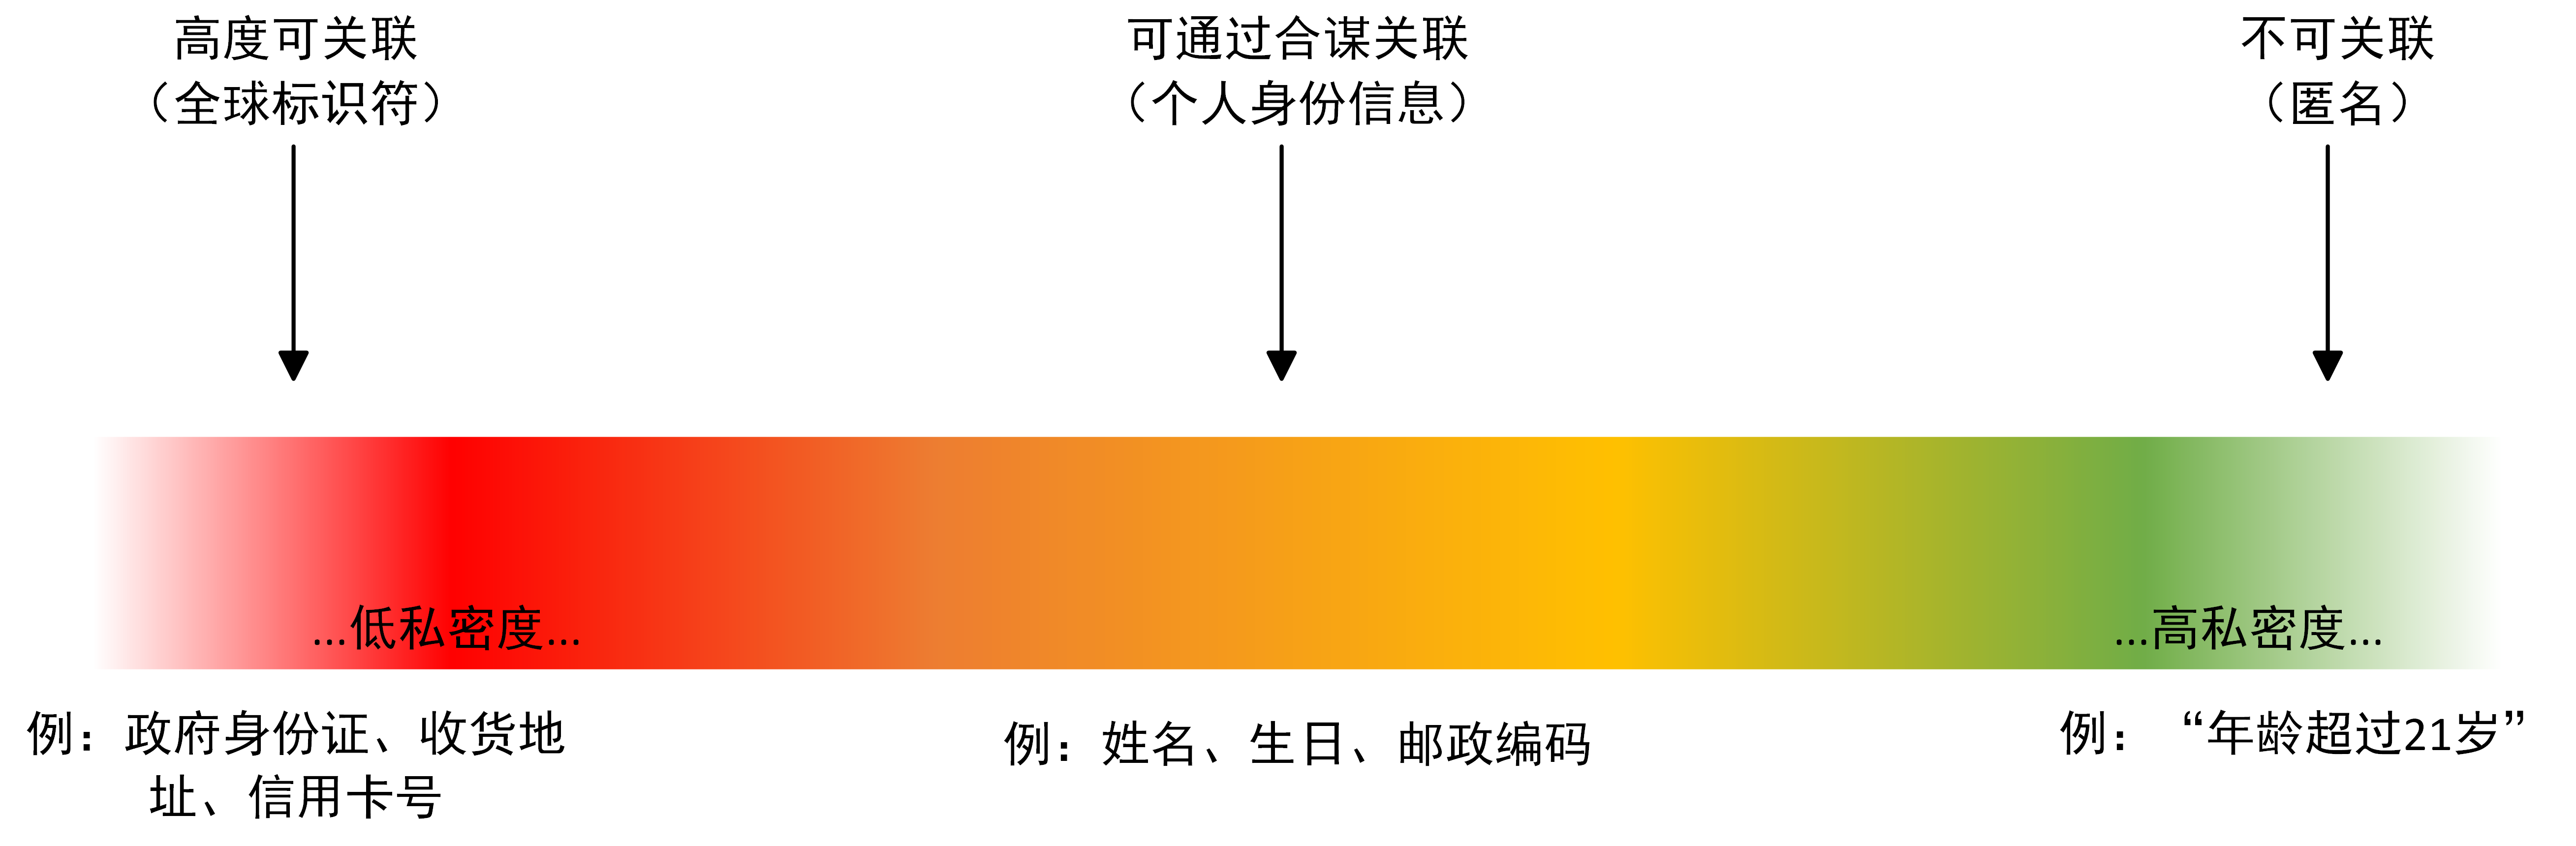 高度可关联
（全球标识符）
可通过合谋关联
（个人身份信息）
不可关联
（匿名）
...低私密度...
...高私密度...
例：政府身份证、收货地
址、信用卡号
例：姓名、生日、邮政编码
例：“年龄超过21岁”